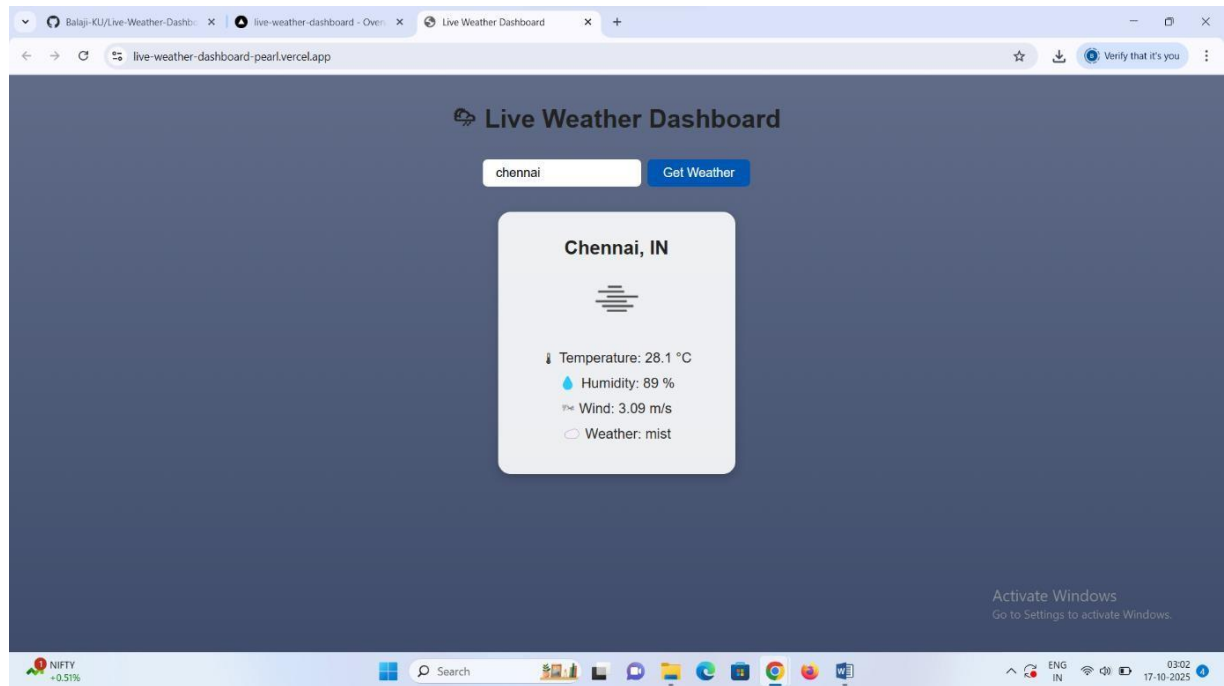 Balaji-KU/Live-Weather-Dashbo
live-weather-dashboard - Over
Live Weather Dashboard
live-weather-dashboard-pearl.vercel.app
Verify that it's you
Live Weather Dashboard
chennai
Get Weather
Chennai, IN
Temperature: 28.1 °C
Humidity: 89 %
Wind: 3.09 m/s
Weather: mist
Activate Windows
Go to Settings to activate Windows.
1
NIFTY
+0.51%
Search
ENG
IN
03:02
17-10-2025
4